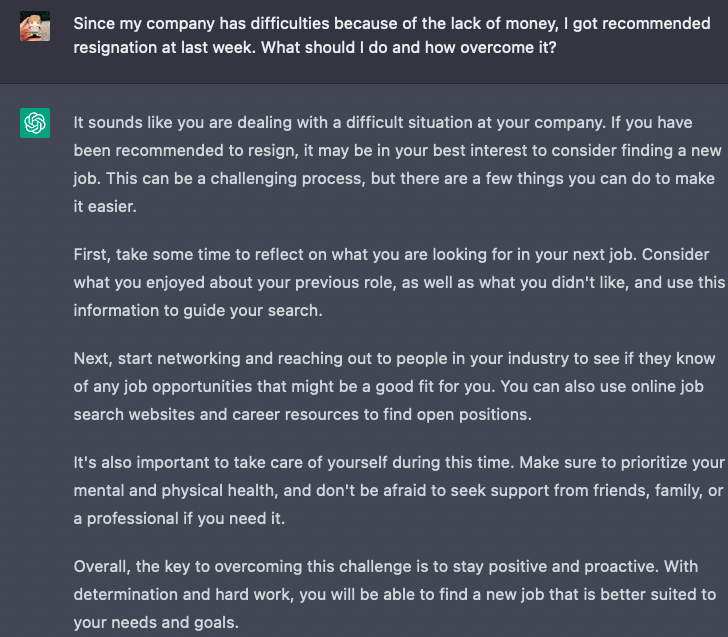 Since my company has difficulties because of the lack of money, I got recommended
resignation at last week. What should I do and how overcome it?
It sounds like you are dealing with a difficult situation at your company. If you have
been recommended to resign, it may be in your best interest to consider finding a new
job. This can be a challenging process, but there are a few things you can do to make
it easier.
First, take some time to reflect on what you are looking for in your next job. Consider
what you enjoyed about your previous role, as well as what you didn't like, and use this
information to guide your search.
Next, start networking and reaching out to people in your industry to see if they know
of any job opportunities that might be a good fit for you. You can also use online job
search websites and career resources to find open positions.
It's also important to take care of yourself during this time. Make sure to prioritize your
mental and physical health, and don't be afraid to seek support from friends, family, or
a professional if you need it.
Overall, the key to overcoming this challenge is to stay positive and proactive. With
determination and hard work, you will be able to find a new job that is better suited to
your needs and goals.